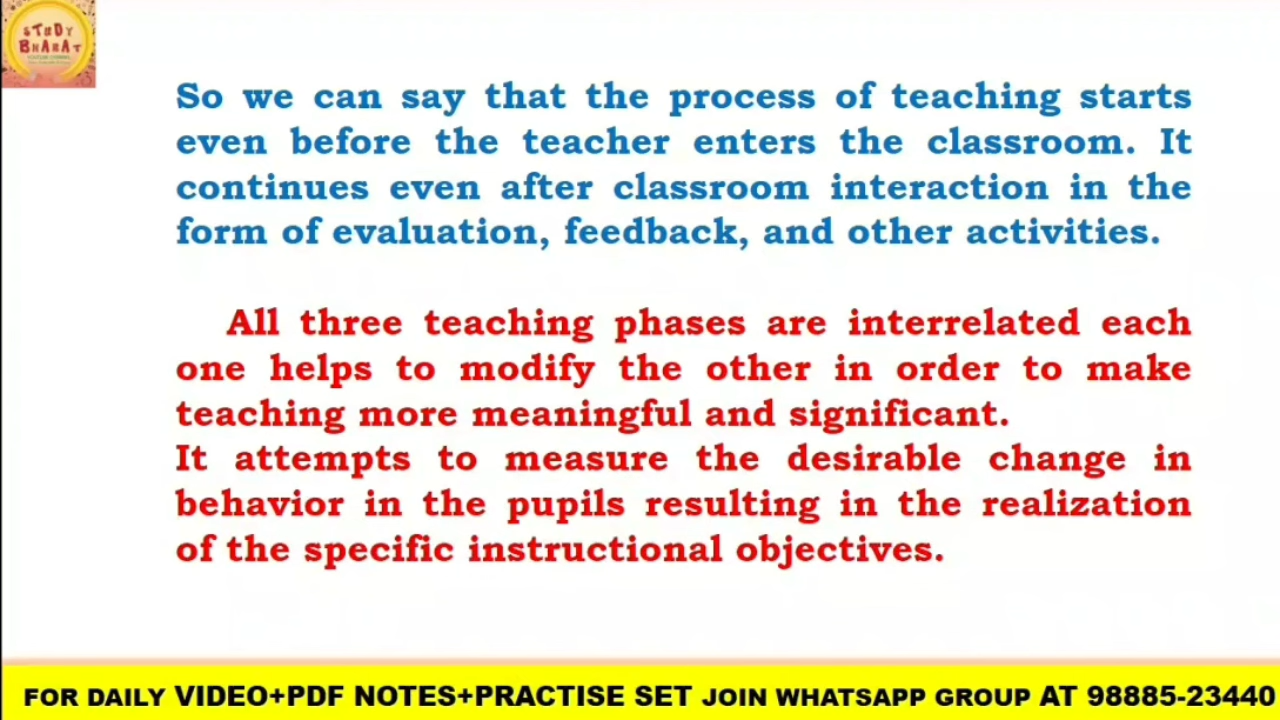 STUDY
BHARAT
So we can say that the process of teaching starts
even before the teacher enters the classroom. It
continues even after classroom interaction in the
form of evaluation, feedback, and other activities.
All three teaching phases are interrelated each
one helps to modify the other in order to make
teaching more meaningful and significant.
It attempts to measure the desirable change in
behavior in the pupils resulting in the realization
of the specific instructional objectives.
FOR DAILY VIDEO+PDF NOTES+PRACTISE SET JOIN WHATSAPP GROUP AT 98885-23440